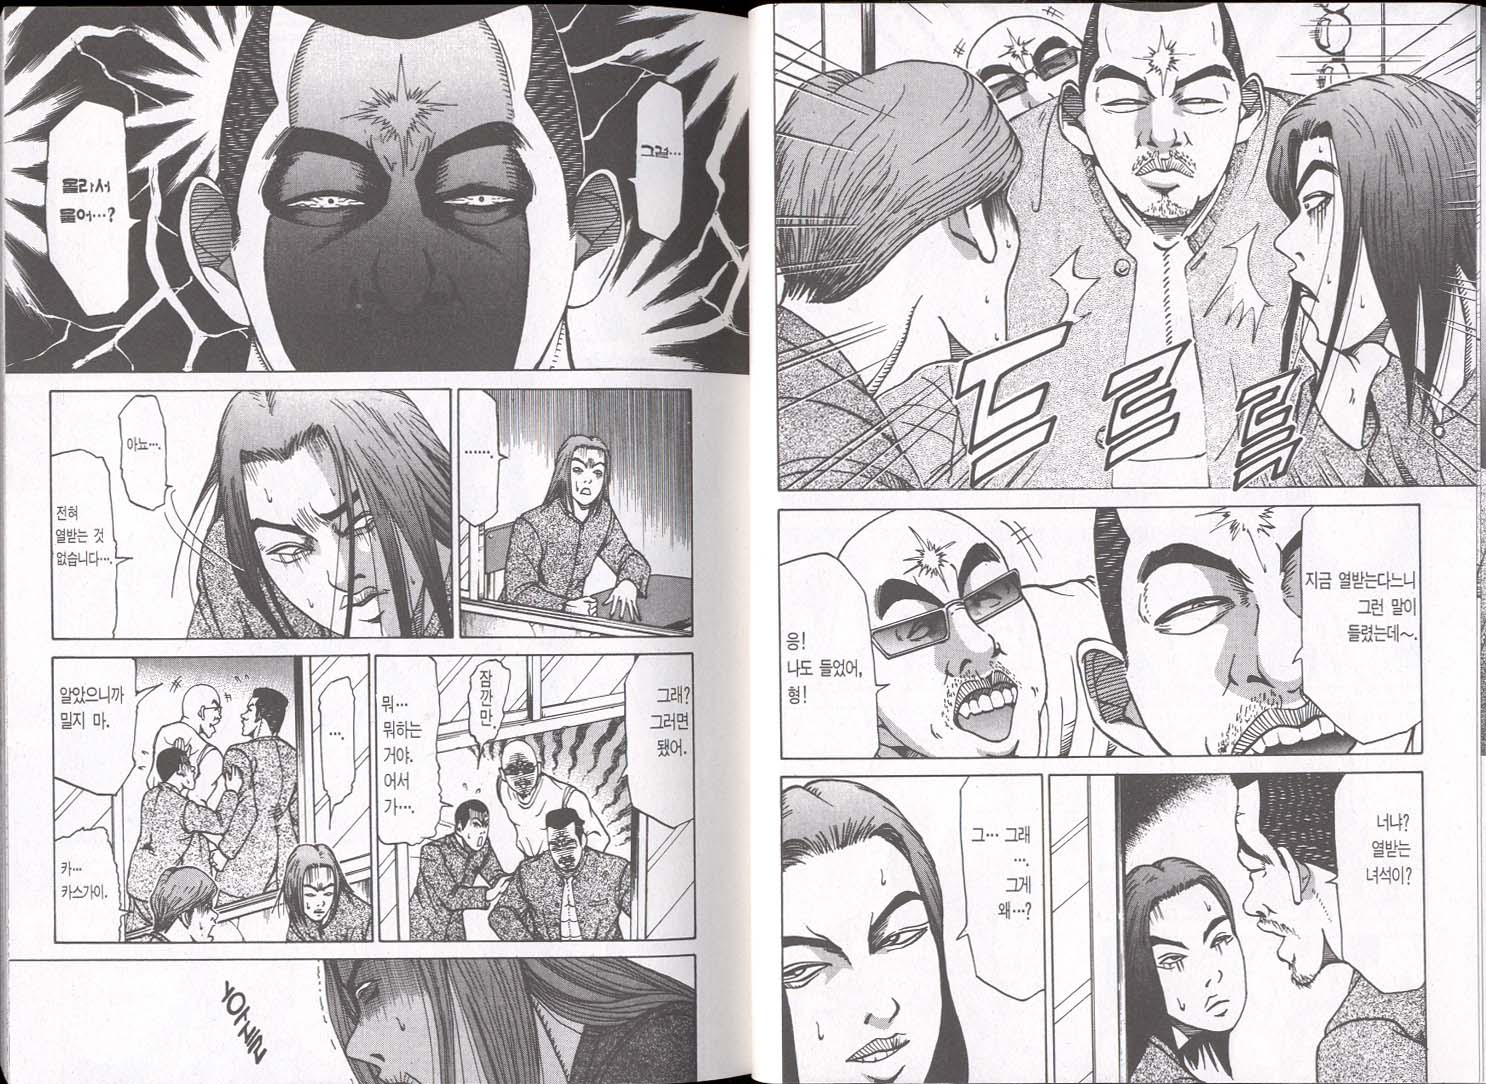 드르륵
지금 열받는다느니
그런 말이
들렸는데~.
응!
나도 들었어,
형!
너냐?
열받는
녀석이?
그… 그래
….
그게
왜…?
그걸…
몰라서
물어…?
…….
아뇨….
전혀
열받는 것
없습니다….
그래?
그러면
됐어.
잠깐만.
뭐…
뭐하는
거야.
어서
가….
….
알았으니까
밀지 마.
카…
카스가이.